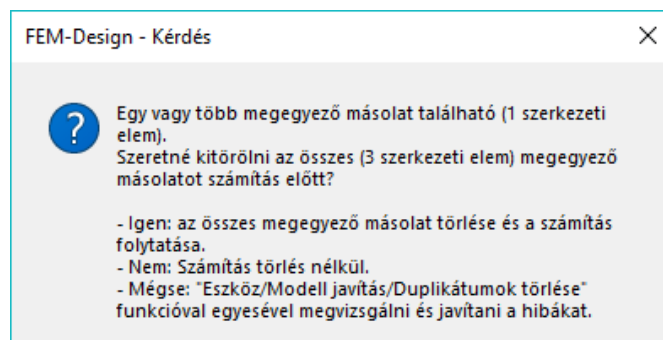 FEM-Design - Kérdés
Egy vagy több megegyező másolat található (1 szerkezeti
elem).
Szeretné kitörölni az összes (3 szerkezeti elem) megegyező
másolatot számítás előtt?
- Igen: az összes megegyező másolat törlése és a számítás
folytatása.
- Nem: Számítás törlés nélkül.
- Mégse: "Eszköz/Modell javítás/Duplikátumok törlése"
funkcióval egyesével megvizsgálni és javítani a hibákat.